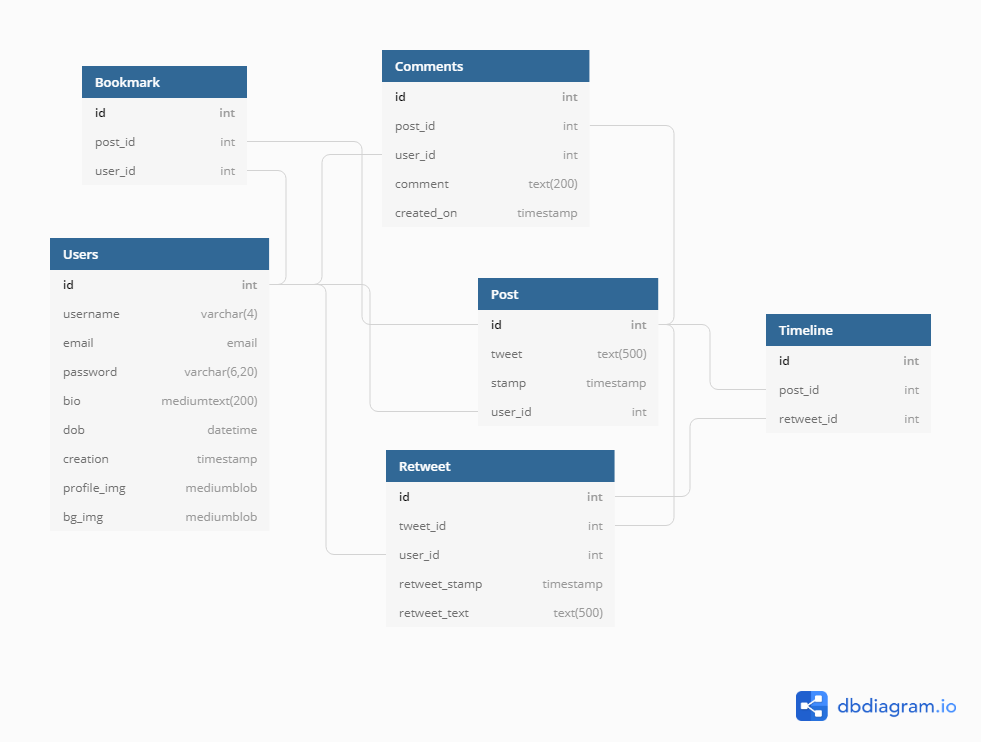 Bookmark
id int
post_id int
user_id int
Comments
id int
post_id int
user_id int
comment text(200)
created_on timestamp
Users
id int
username varchar(4)
email email
password varchar(6,20)
bio mediumtext(200)
dob datetime
creation timestamp
profile_img mediumblob
bg_img mediumblob
Post
id int
tweet text(500)
stamp timestamp
user_id int
Timeline
id int
post_id int
retweet_id int
Retweet
id int
tweet_id int
user_id int
retweet_stamp timestamp
retweet_text text(500)
dbdiagram.io